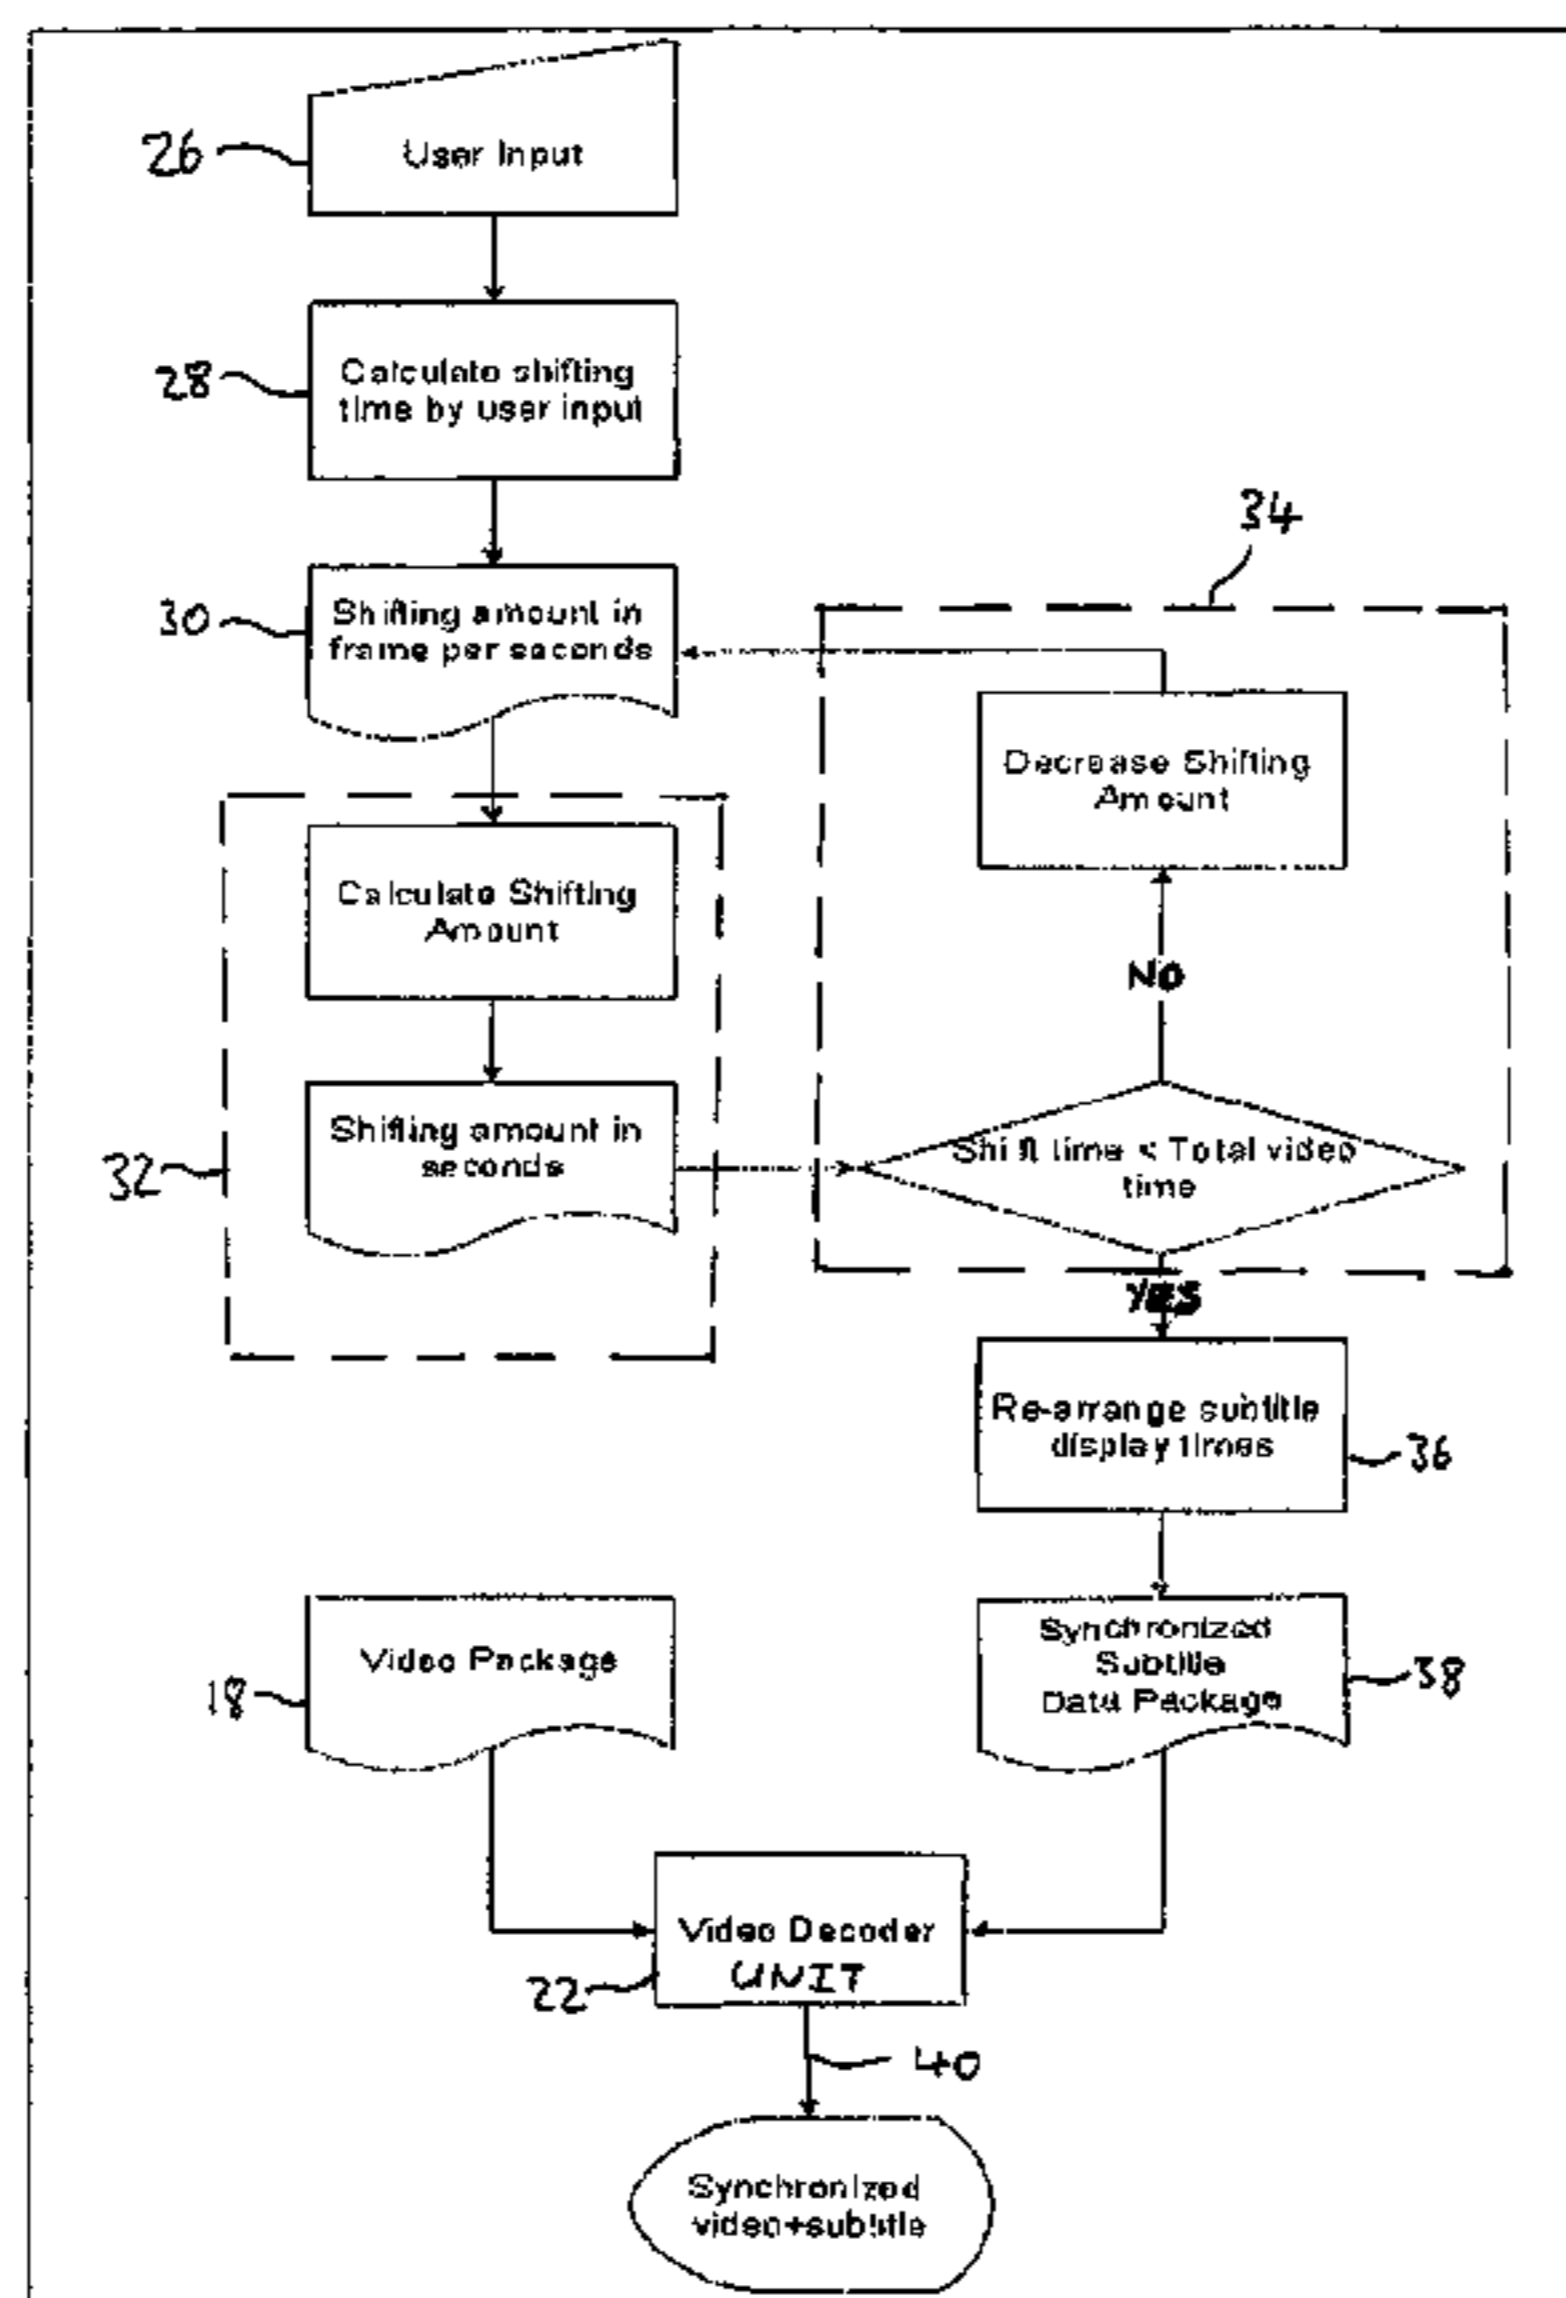 User Input
26
Calculate shifting
time by user input
28
34
Shifting amount in
frame per seconds
30
Decrease Shifting
Amount
Calculate Shifting
Amount
NO
Shifting amount in
seconds
32
Shift time < Total video
time
YES
Re-arrange subtitle
display times
36
Video Package
18
Synchronized
Subtitle
Data Package
38
Video Decoder
UNIT
22
40
Synchronized
video+subtitle